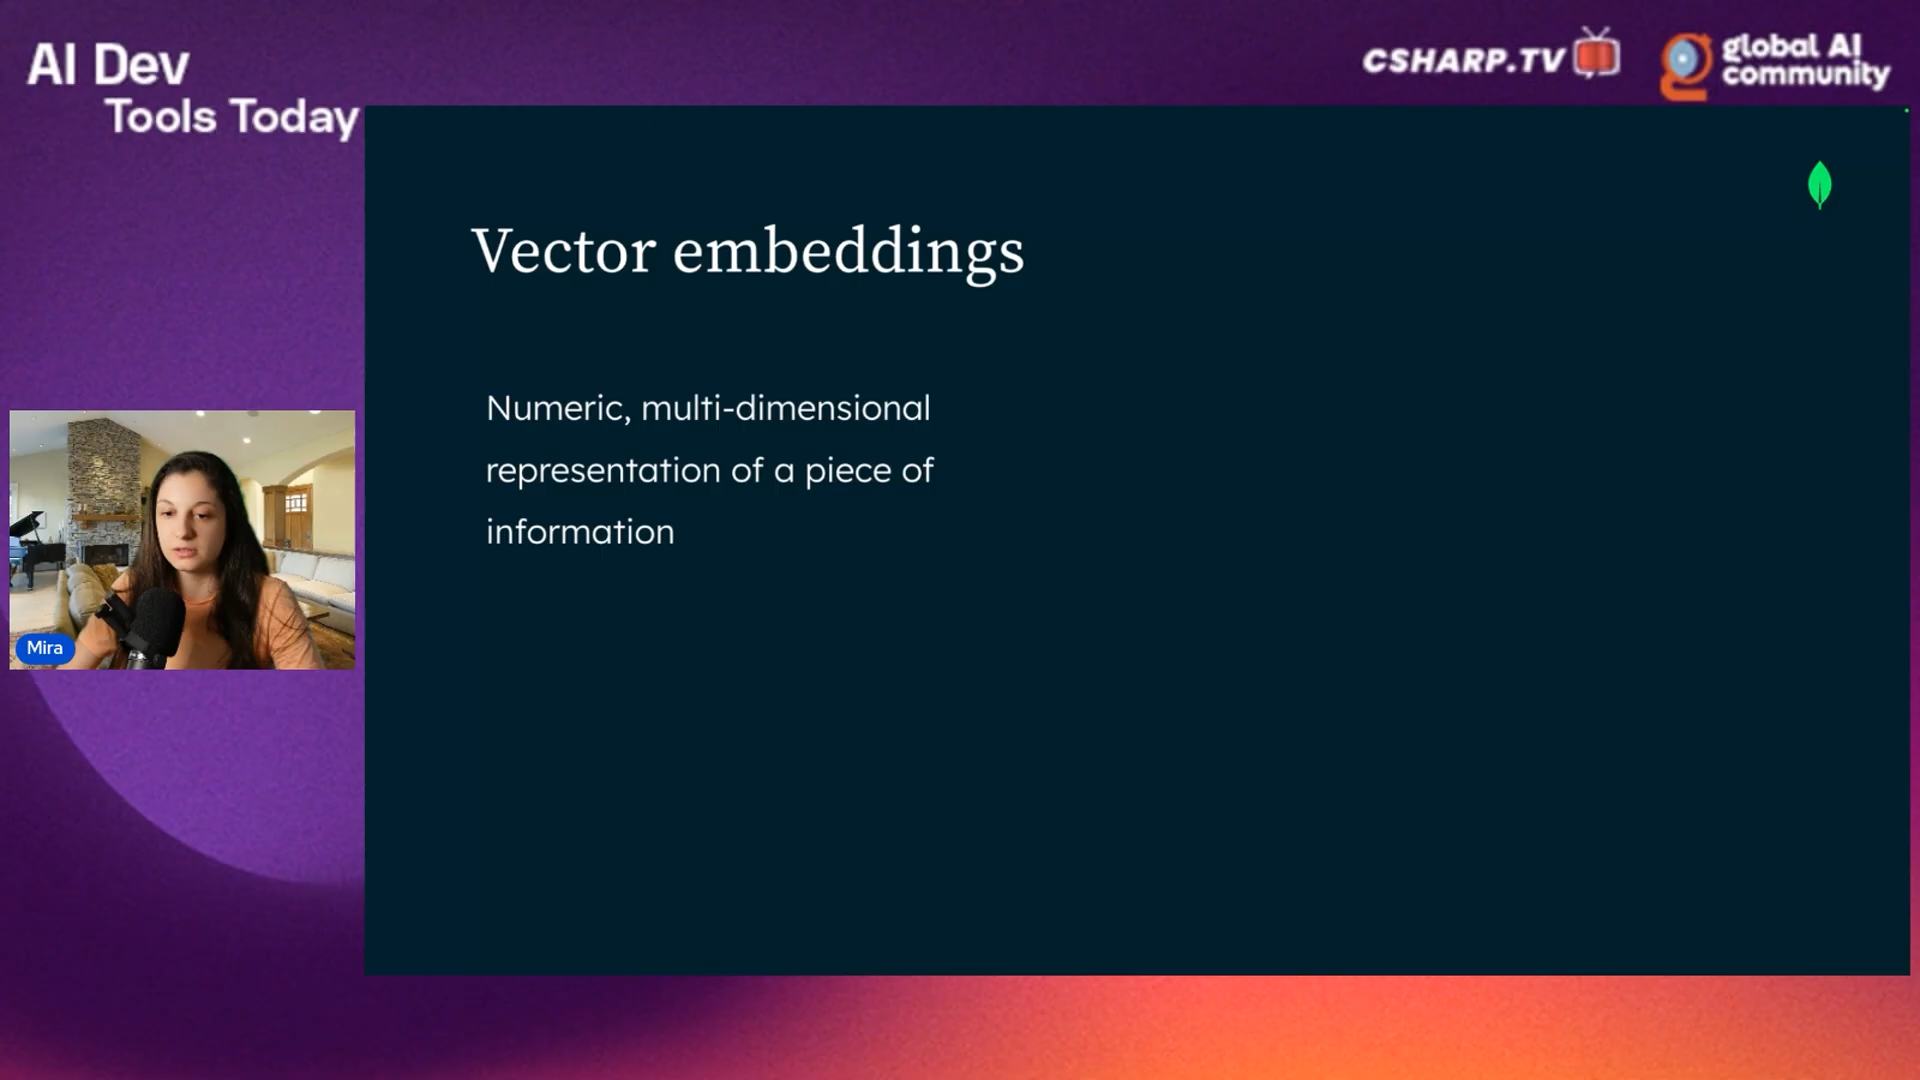 AI Dev
Tools Today
CSHARP.TV
global AI
community
Vector embeddings
Numeric, multi-dimensional
representation of a piece of
information
Mira